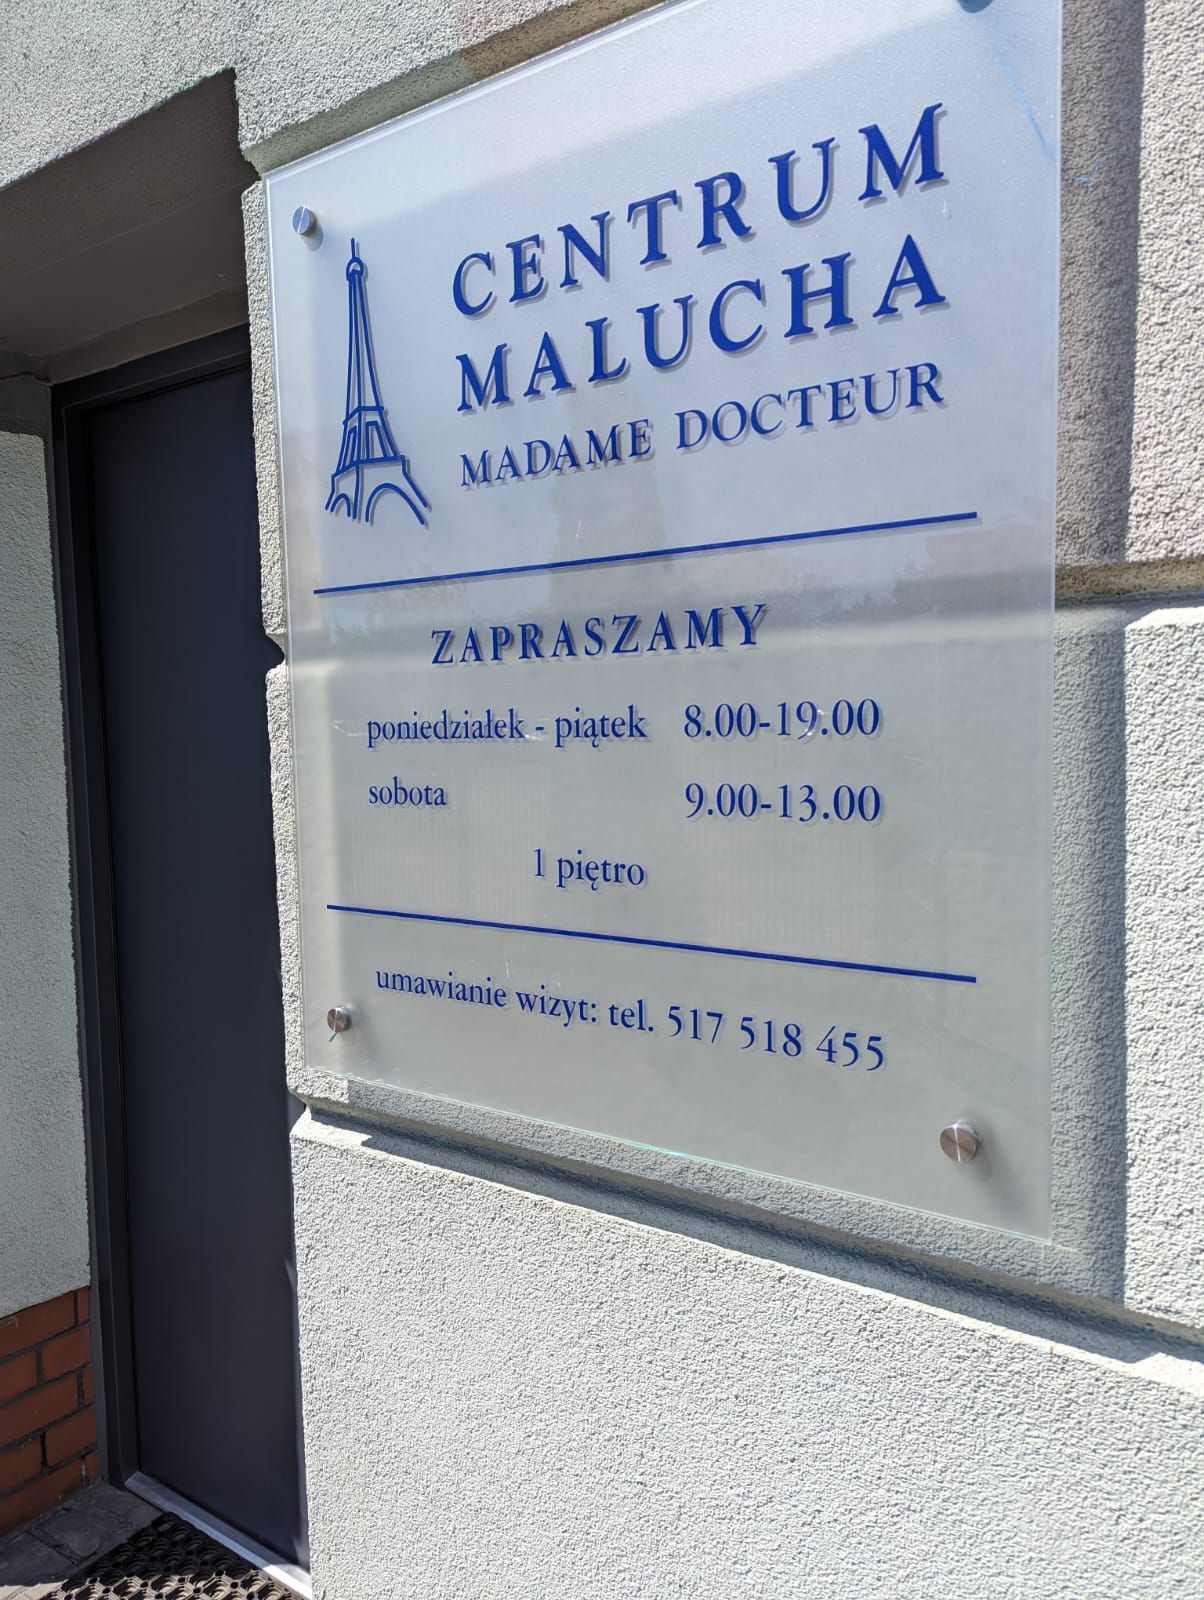 CENTRUM
MALUCHA
MADAME DOCTEUR
ZAPRASZAMY
poniedziałek - piątek 8.00-19.00
sobota 9.00-13.00
1 piętro
umawianie wizyt: tel. 517 518 455